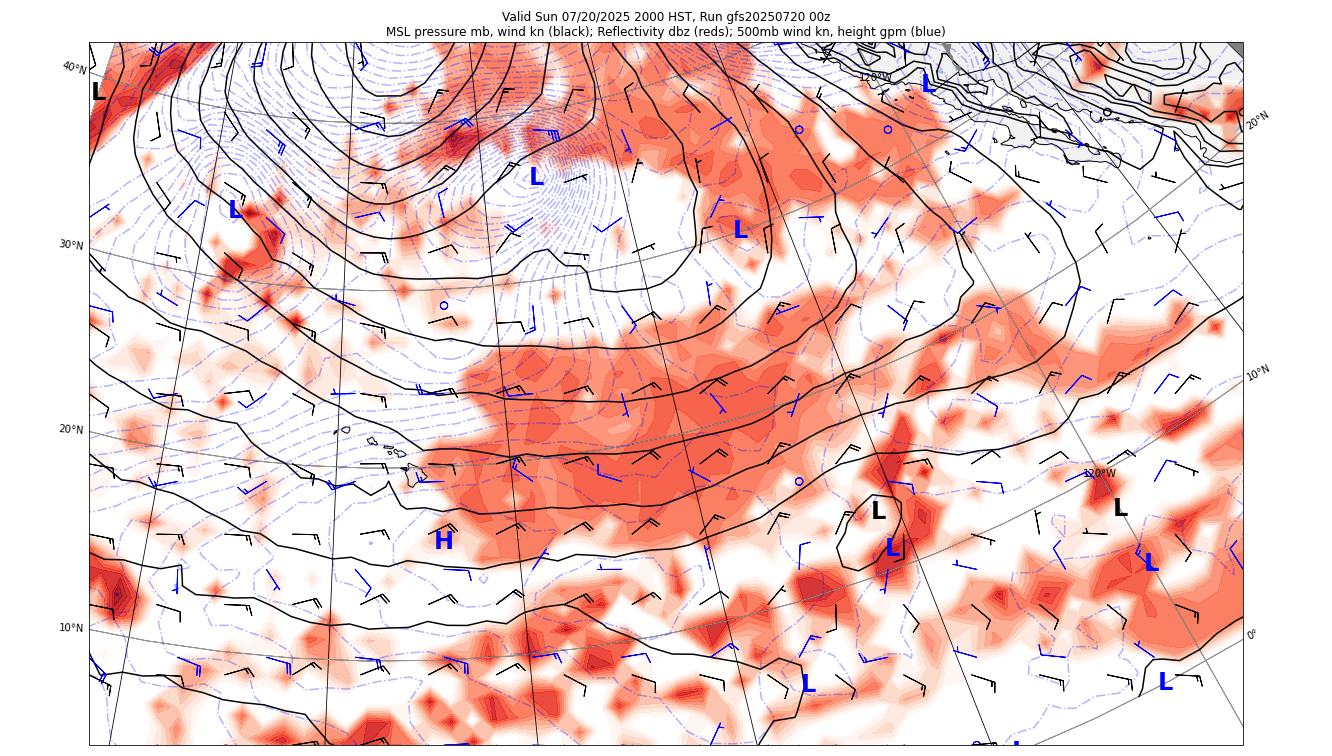 Valid Sun 07/20/2025 2000 HST, Run gfs20250720 00z
MSL pressure mb, wind kn (black); Reflectivity dbz (reds); 500mb wind kn, height gpm (blue)
40°N
L
120°W
L
20°N
L
L
L
30°N
10°N
20°N
120°W
L
L
H
L
L
10°N
0°
L
L